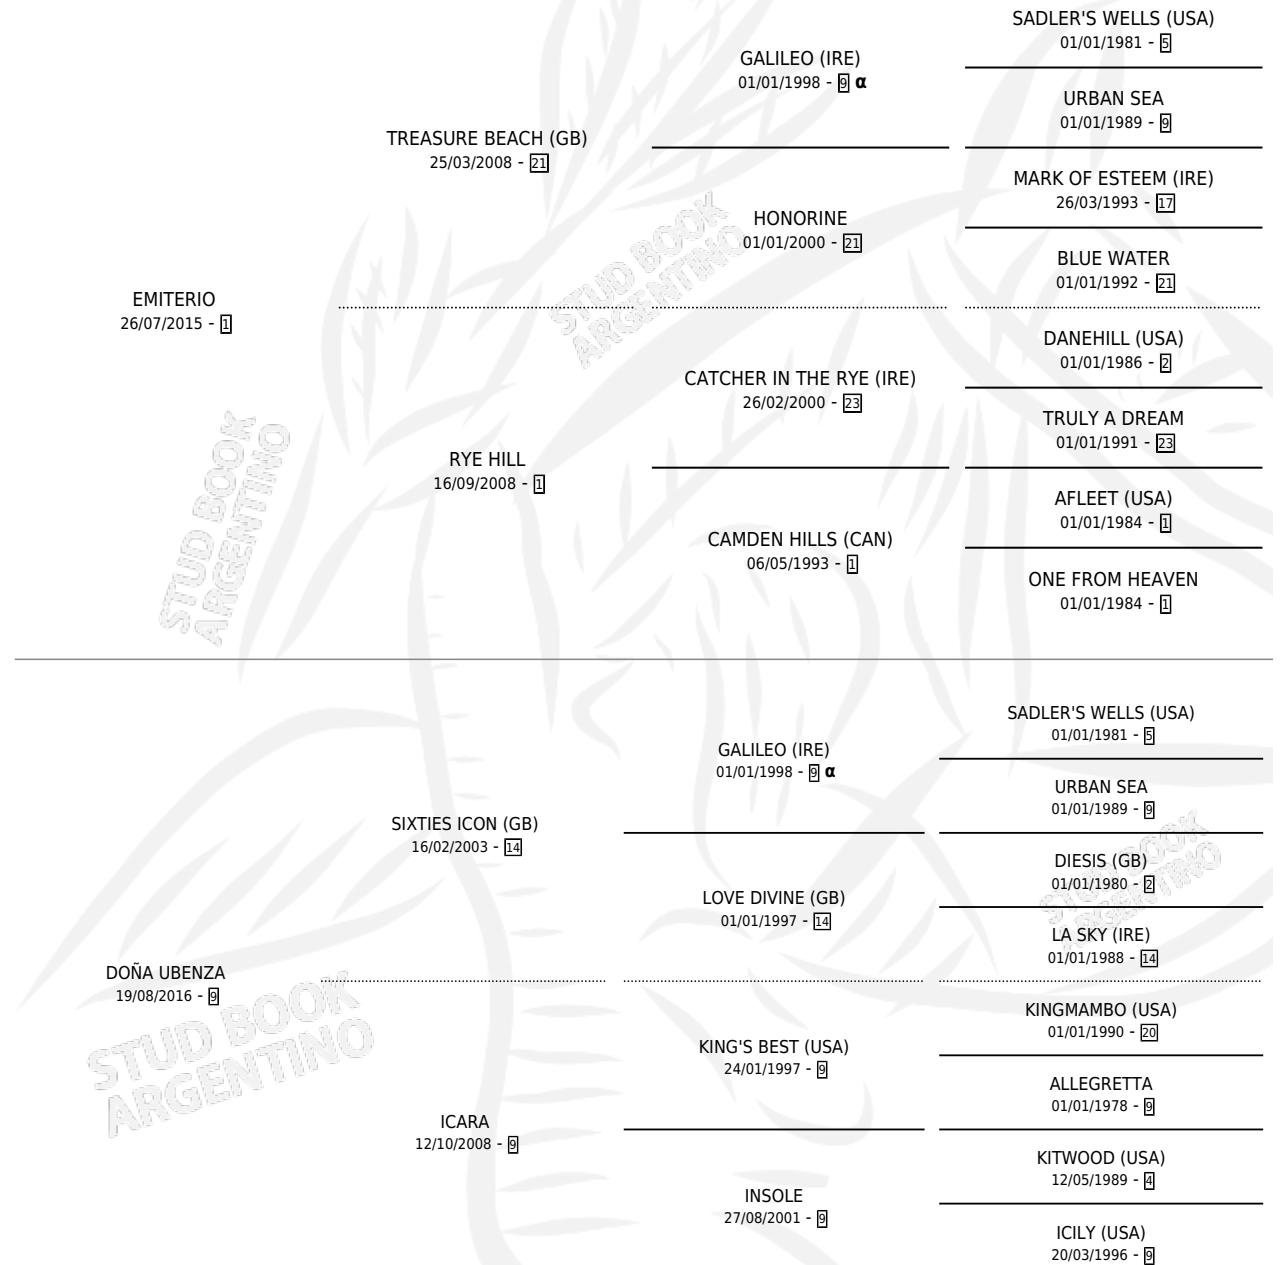 SADLER'S WELLS (USA)
01/01/1981 - 5
GALILEO (IRE)
01/01/1998 - 9 α
URBAN SEA
01/01/1989 - 9
TREASURE BEACH (GB)
25/03/2008 - 21
MARK OF ESTEEM (IRE)
26/03/1993 - 17
HONORINE
01/01/2000 - 21
BLUE WATER
01/01/1992 - 21
EMITERIO
26/07/2015 - 1
DANEHILL (USA)
01/01/1986 - 2
CATCHER IN THE RYE (IRE)
26/02/2000 - 23
TRULY A DREAM
01/01/1991 - 23
RYE HILL
16/09/2008 - 1
AFLEET (USA)
01/01/1984 - 1
CAMDEN HILLS (CAN)
06/05/1993 - 1
ONE FROM HEAVEN
01/01/1984 - 1
SADLER'S WELLS (USA)
01/01/1981 - 5
GALILEO (IRE)
01/01/1998 - 9 α
URBAN SEA
01/01/1989 - 9
SIXTIES ICON (GB)
16/02/2003 - 14
DIESIS (GB)
01/01/1980 - 2
LOVE DIVINE (GB)
01/01/1997 - 14
LA SKY (IRE)
01/01/1988 - 14
DOÑA UBENZA
19/08/2016 - 9
KINGMAMBO (USA)
01/01/1990 - 20
KING'S BEST (USA)
24/01/1997 - 9
ALLEGRETTA
01/01/1978 - 9
ICARA
12/10/2008 - 9
KITWOOD (USA)
12/05/1989 - 4
INSOLE
27/08/2001 - 9
ICILY (USA)
20/03/1996 - 9
STUD BOOK
ARGENTINO
STUD BOOK
ARGENTINO
STUD BOOK
ARGENTINO
STUD BOOK
ARGENTINO